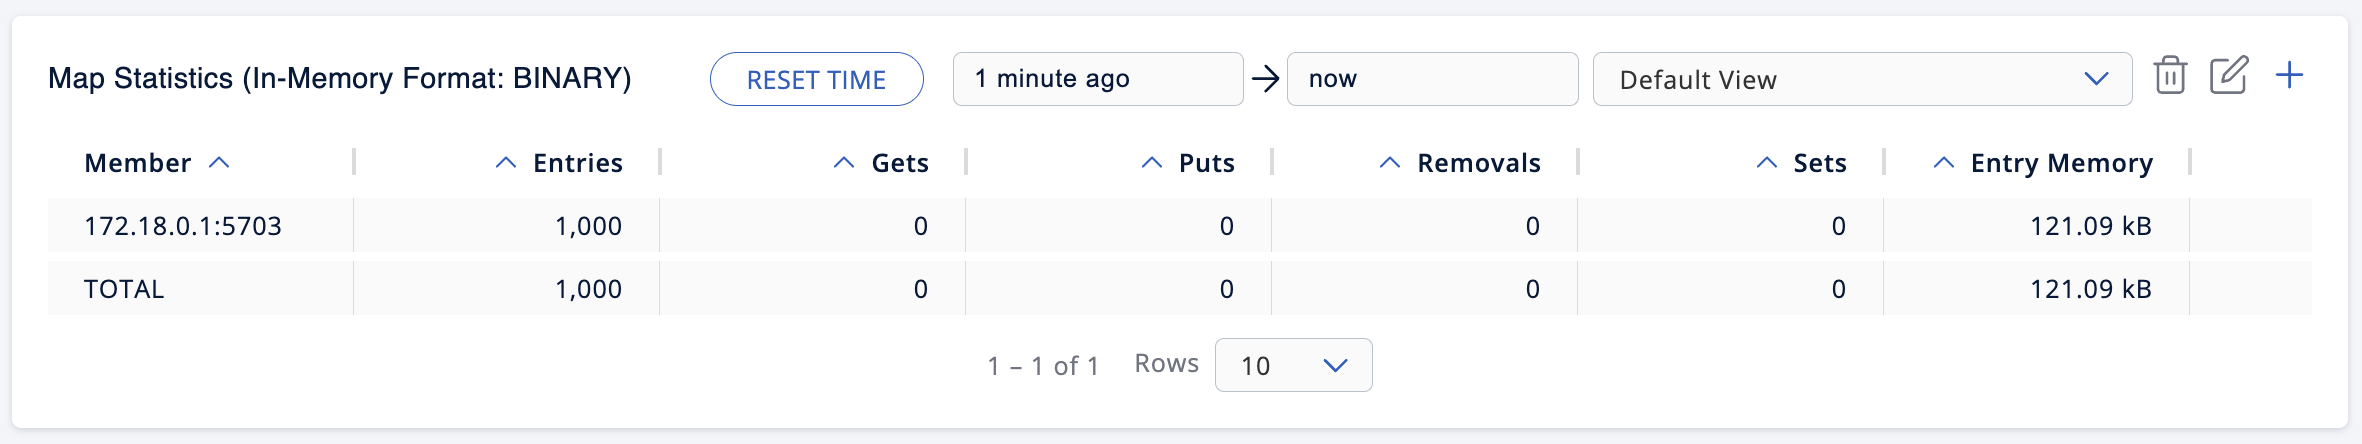 Map Statistics (In-Memory Format: BINARY) RESET TIME 1 minute ago now Default View
Member Entries Gets Puts Removals Sets Entry Memory
172.18.0.1:5703 1,000 0 0 0 0 121.09 kB
TOTAL 1,000 0 0 0 0 121.09 kB
1 – 1 of 1 Rows 10